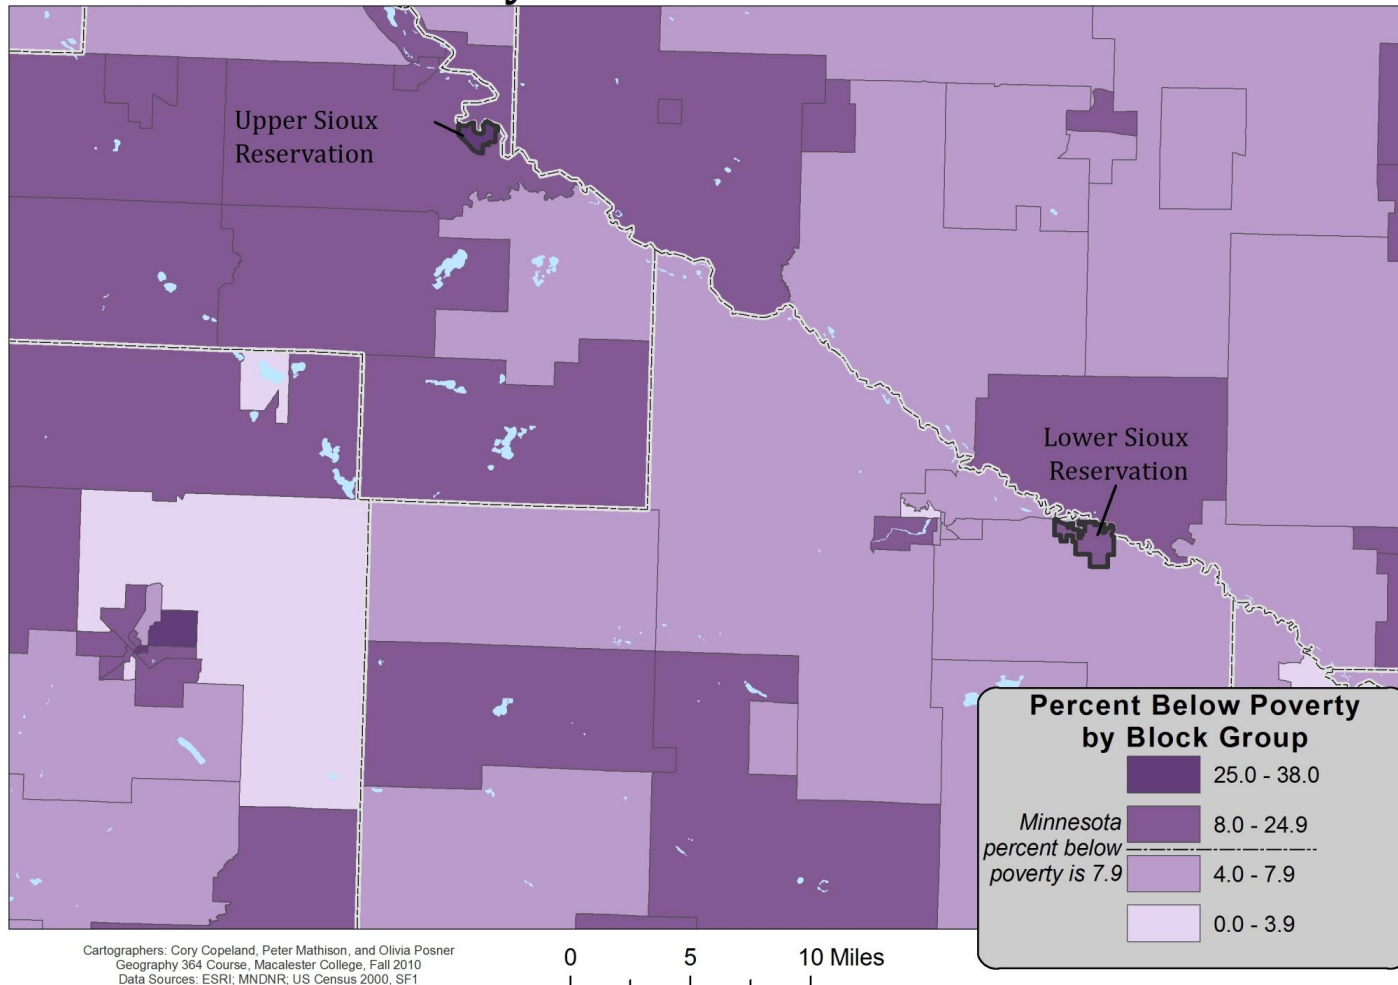 Upper Sioux
Reservation
Lower Sioux
Reservation
Percent Below Poverty
by Block Group
25.0 - 38.0
8.0 - 24.9
Minnesota
percent below
poverty is 7.9
4.0 - 7.9
0.0 - 3.9
Cartographers: Cory Copeland, Peter Mathison, and Olivia Posner
Geography 364 Course, Macalester College, Fall 2010
Data Sources: ESRI; MNDNR; US Census 2000, SF1
0 5 10 Miles